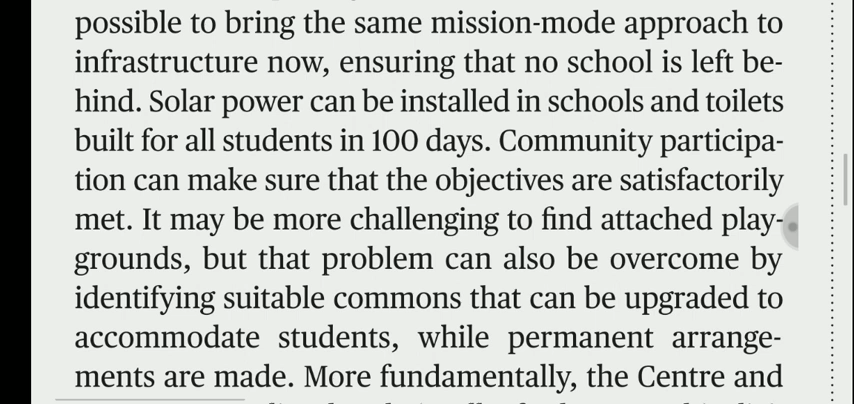 possible to bring the same mission-mode approach to
infrastructure now, ensuring that no school is left be-
hind. Solar power can be installed in schools and toilets
built for all students in 100 days. Community participa-
tion can make sure that the objectives are satisfactorily
met. It may be more challenging to find attached play-
grounds, but that problem can also be overcome by
identifying suitable commons that can be upgraded to
accommodate students, while permanent arrange-
ments are made. More fundamentally, the Centre and